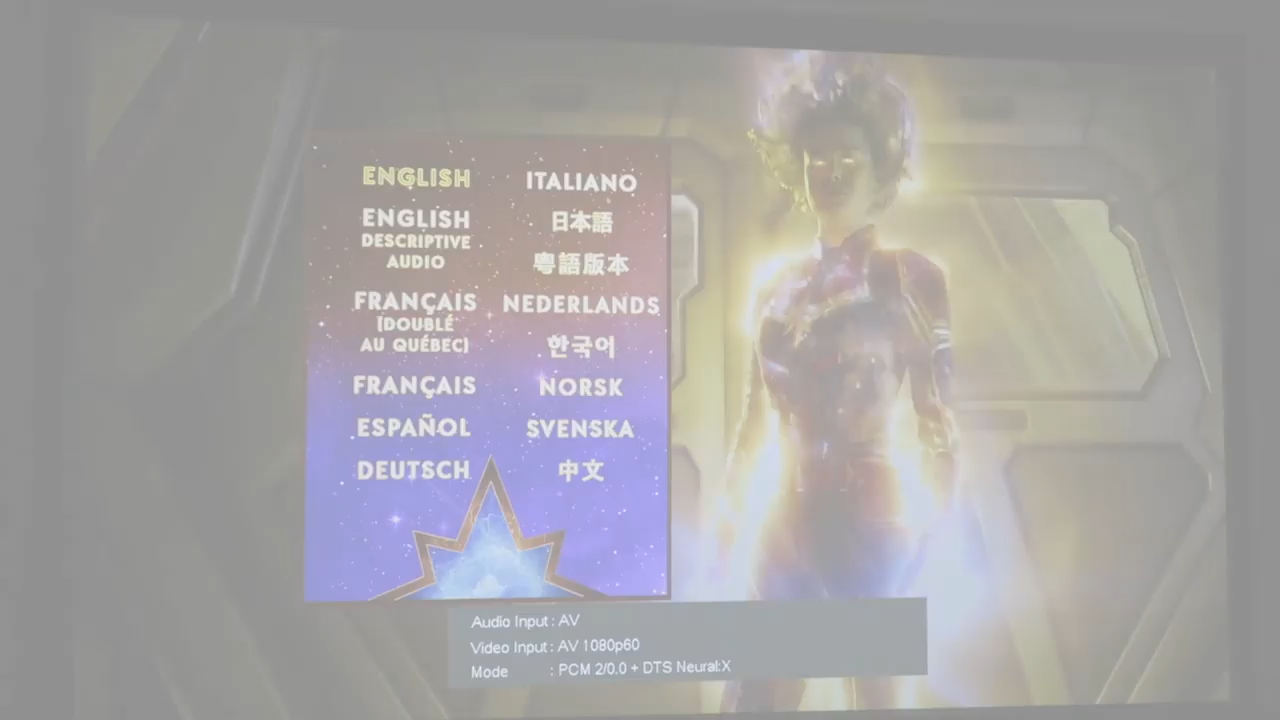 ENGLISH
ENGLISH
DESCRIPTIVE
AUDIO
FRANÇAIS
(DOUBLÉ
AU QUÉBEC)
FRANÇAIS
ESPAÑOL
DEUTSCH
ITALIANO
日本語
粵語版本
NEDERLANDS
한국어
NORSK
SVENSKA
中文
Audio Input : AV
Video Input : AV 1080p60
Mode : PCM 2/0.0 + DTS Neural:X